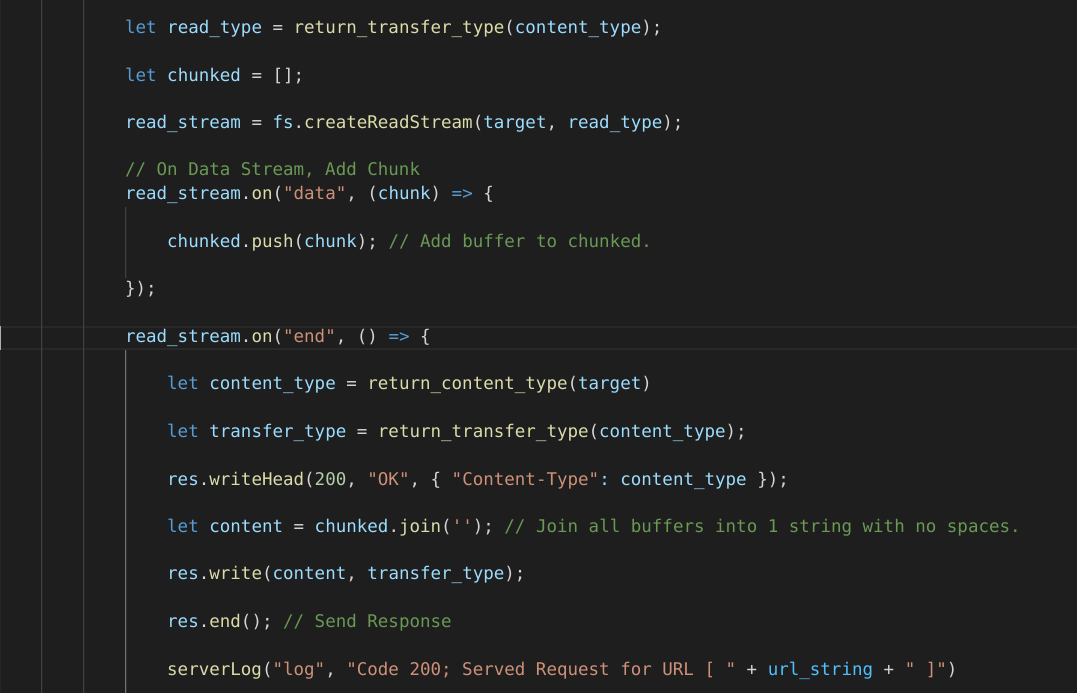 let read_type = return_transfer_type(content_type);
let chunked = [];
read_stream = fs.createReadStream(target, read_type);
// On Data Stream, Add Chunk
read_stream.on("data", (chunk) => {
chunked.push(chunk); // Add buffer to chunked.
});
read_stream.on("end", () => {
let content_type = return_content_type(target)
let transfer_type = return_transfer_type(content_type);
res.writeHead(200, "OK", { "Content-Type": content_type });
let content = chunked.join(''); // Join all buffers into 1 string with no spaces.
res.write(content, transfer_type);
res.end(); // Send Response
serverLog("log", "Code 200; Served Request for URL [ " + url_string + " ]")